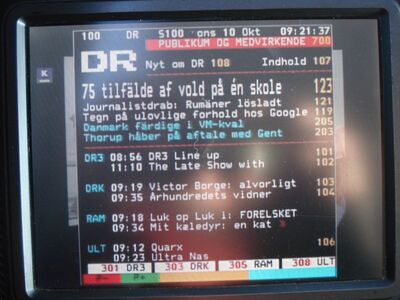 100 DR S100 ons 10 Okt 09:21:37
PUBLIKUM OG MEDVIRKENDE 700
DR Nyt om DR 108 Indhold 107
75 tilfælde af vold på én skole 123
Journalistdrab: Rumæner løsladt 121
Tegn på ulovlige forhold hos Google 119
Danmark færdige i VM-kval 205
Thorup håber på aftale med Gent 203
DR3 08:56 DR3 Line up 101
11:10 The Late Show with 102
DRK 09:19 Victor Borge: alvorligt 103
09:35 Århundredets vidner 104
RAM 09:18 Luk op Luk i: FORELSKET
09:34 Mit kæledyr: en kat
ULT 09:12 Quarx 106
09:23 Ultra Nas
301 DR3 303 DRK 305 RAM 308 ULT
P- P+
K